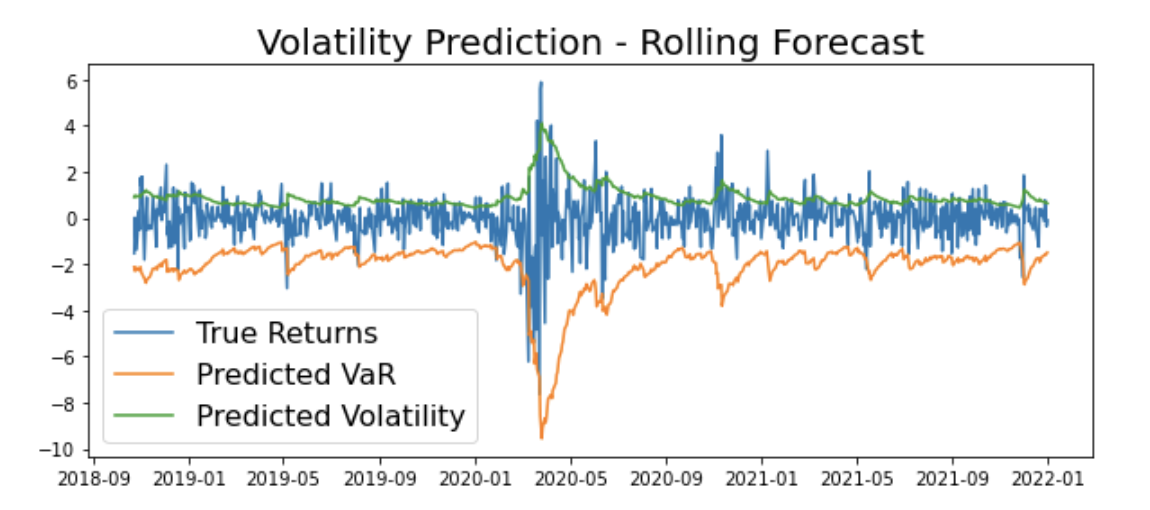 Volatility Prediction - Rolling Forecast
6
4
2
0
−2
−4
−6
−8
−10
True Returns
Predicted VaR
Predicted Volatility
2018-09 2019-01 2019-05 2019-09 2020-01 2020-05 2020-09 2021-01 2021-05 2021-09 2022-01